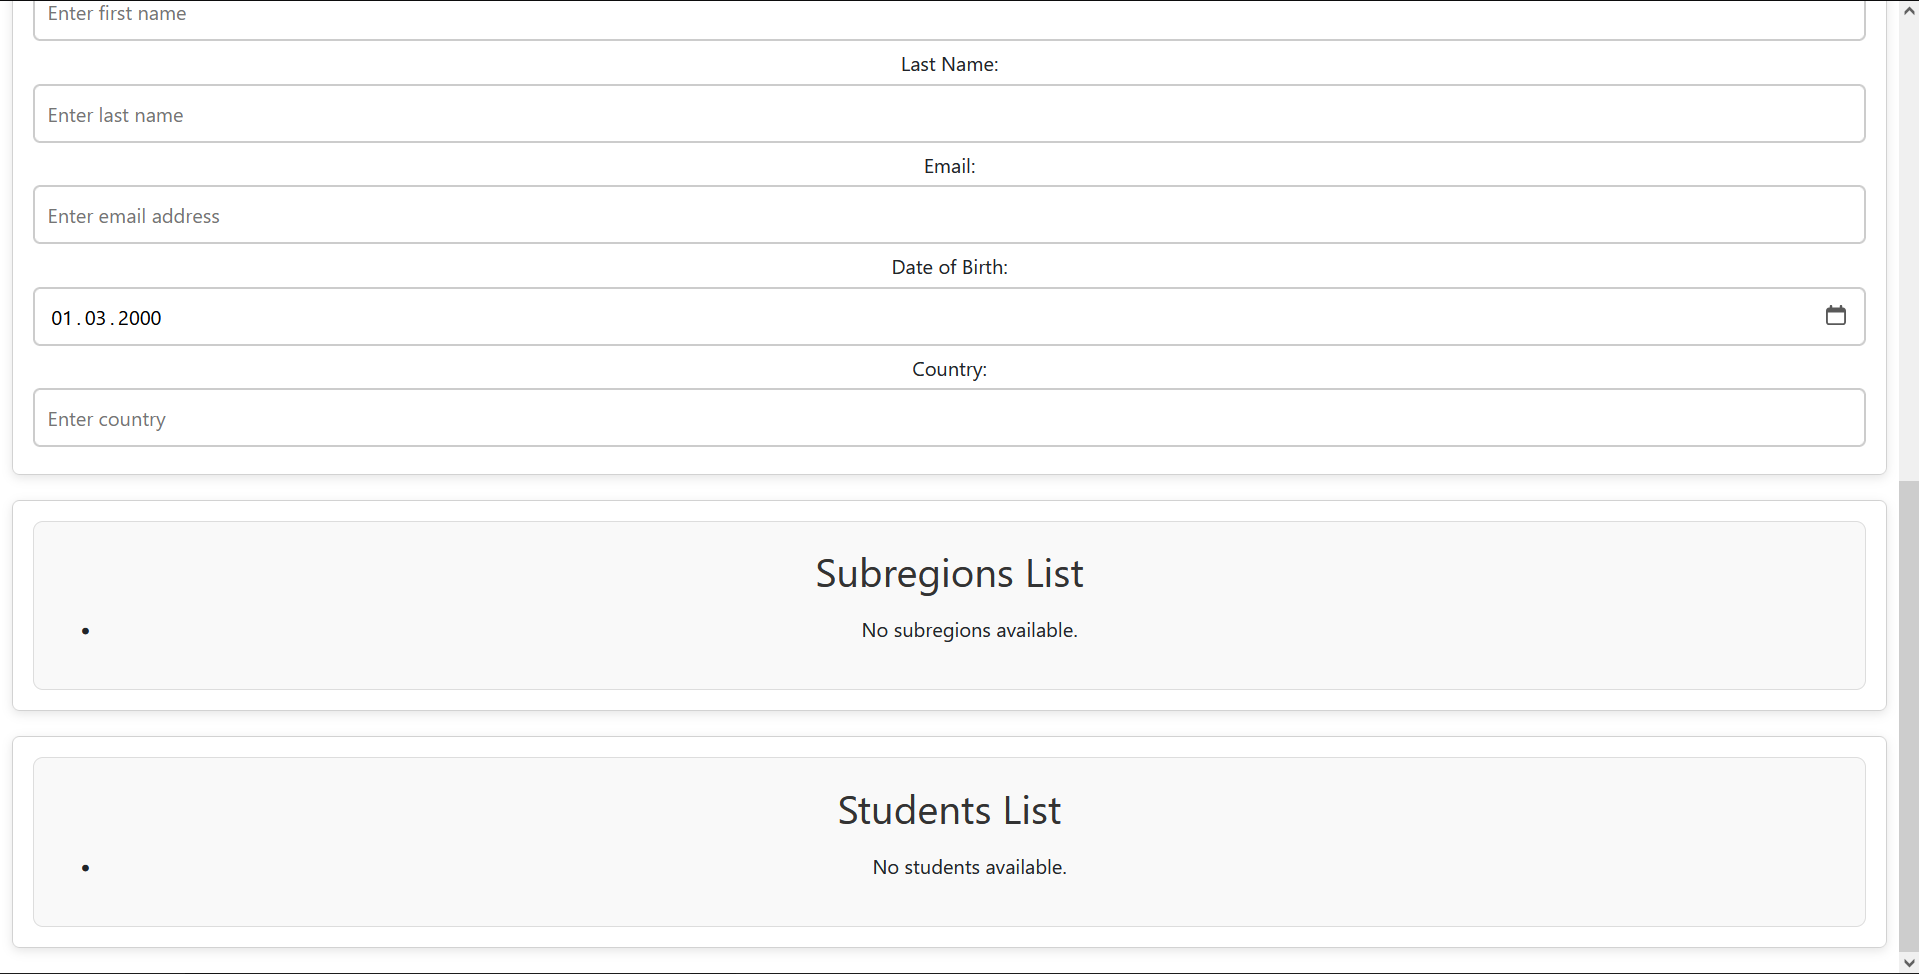 Enter first name
Last Name:
Enter last name
Email:
Enter email address
Date of Birth:
01.03.2000
Country:
Enter country
Subregions List
• No subregions available.
Students List
• No students available.